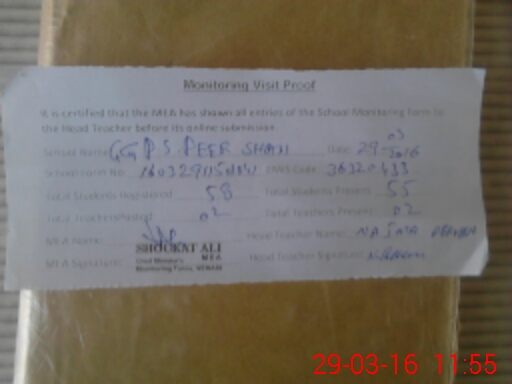 Monitoring Visit Proof
It is certified that the MEA has shown all entries of the School Monitoring Form to
the Head Teacher before its online submission.
School Name: GGPS. PEER SHAH Date: 29-03-2016
School Form No: EMIS Code: 36320433
Total Students Registered: 58 Total Students Present: 55
Total Teachers Posted: 02 Total Teachers Present: 02
MEA Name: Head Teacher Name:
SHOUKAT ALI
M E A
MEA Signature: Chief Minister's
Monitoring Force, VEHARI Head Teacher Signature:
29-03-16 11:55